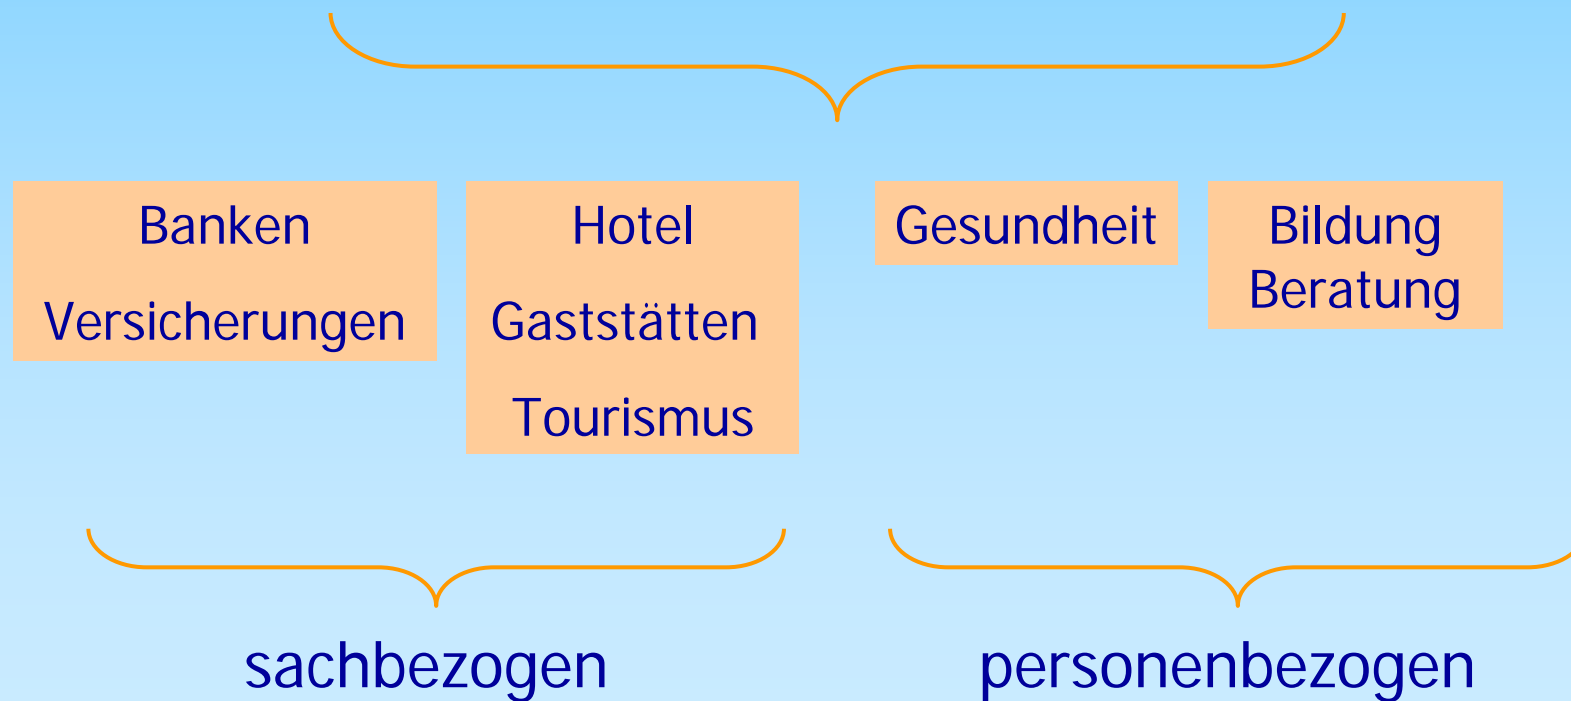 Banken
Versicherungen
Hotel
Gaststätten
Tourismus
Gesundheit
Bildung
Beratung
sachbezogen
personenbezogen